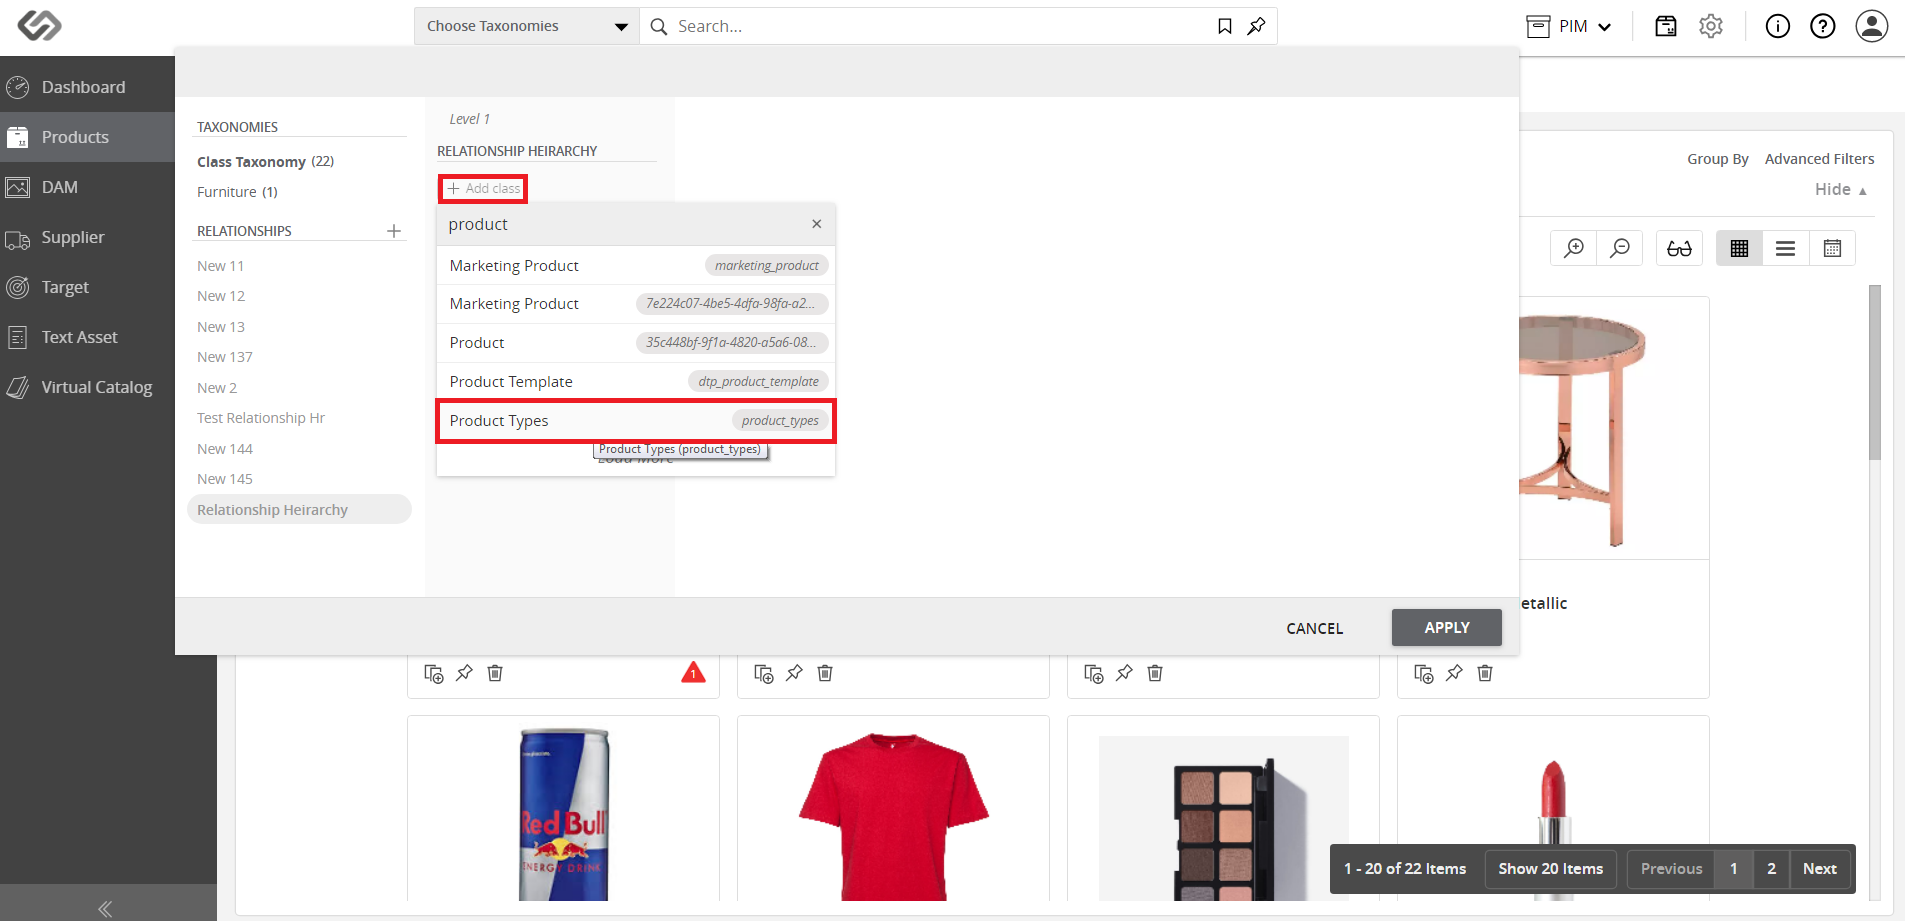 Choose Taxonomies
Search...
PIM
Dashboard
Products
DAM
Supplier
Target
Text Asset
Virtual Catalog
TAXONOMIES
Class Taxonomy (22)
Furniture (1)
RELATIONSHIPS
New 11
New 12
New 13
New 137
New 2
Test Relationship Hr
New 144
New 145
Relationship Heirarchy
Level 1
RELATIONSHIP HEIRARCHY
Add class
product
Marketing Product marketing_product
Marketing Product 7e224c07-4be5-4dfa-98fa-a2...
Product 35c448bf-9f1a-4820-a5a6-08...
Product Template dtp_product_template
Product Types product_types
Product Types (product_types)
Load More
CANCEL
APPLY
Group By Advanced Filters
Hide
etallic
1
Red Bull
ENERGY DRINK
1 - 20 of 22 Items Show 20 Items Previous 1 2 Next